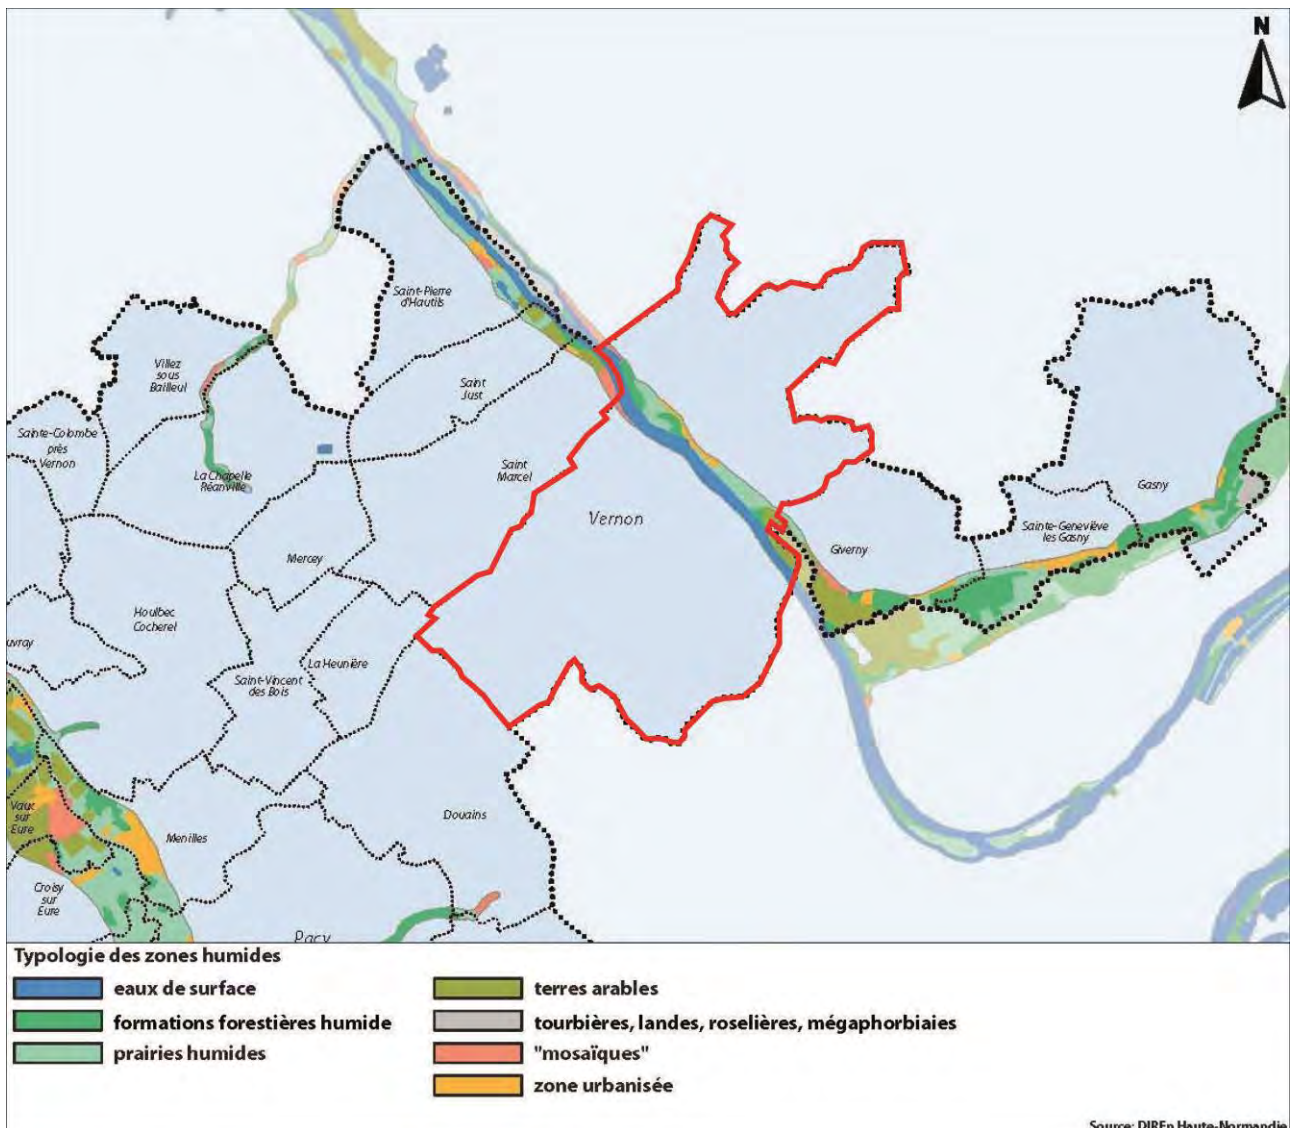 N
Saint-Pierre
d'Hautils
Villez
sous
Bailleul
Saint
Just
Sainte-Colombe
près
Vernon
Saint
Marcel
La Chapelle
Réanville
Gasny
Vernon
Sainte-Geneviève
les Gasny
Giverny
Mercey
Houlbec
Cocherel
uvray
La Heunière
Saint-Vincent
des Bois
Vaux
sur
Eure
Douains
Menilles
Croisy
sur
Eure
Pacy
Typologie des zones humides
eaux de surface
formations forestières humide
prairies humides
terres arables
tourbières, landes, roselières, mégaphorbiaies
"mosaïques"
zone urbanisée
Source: DIREn Haute-Normandie